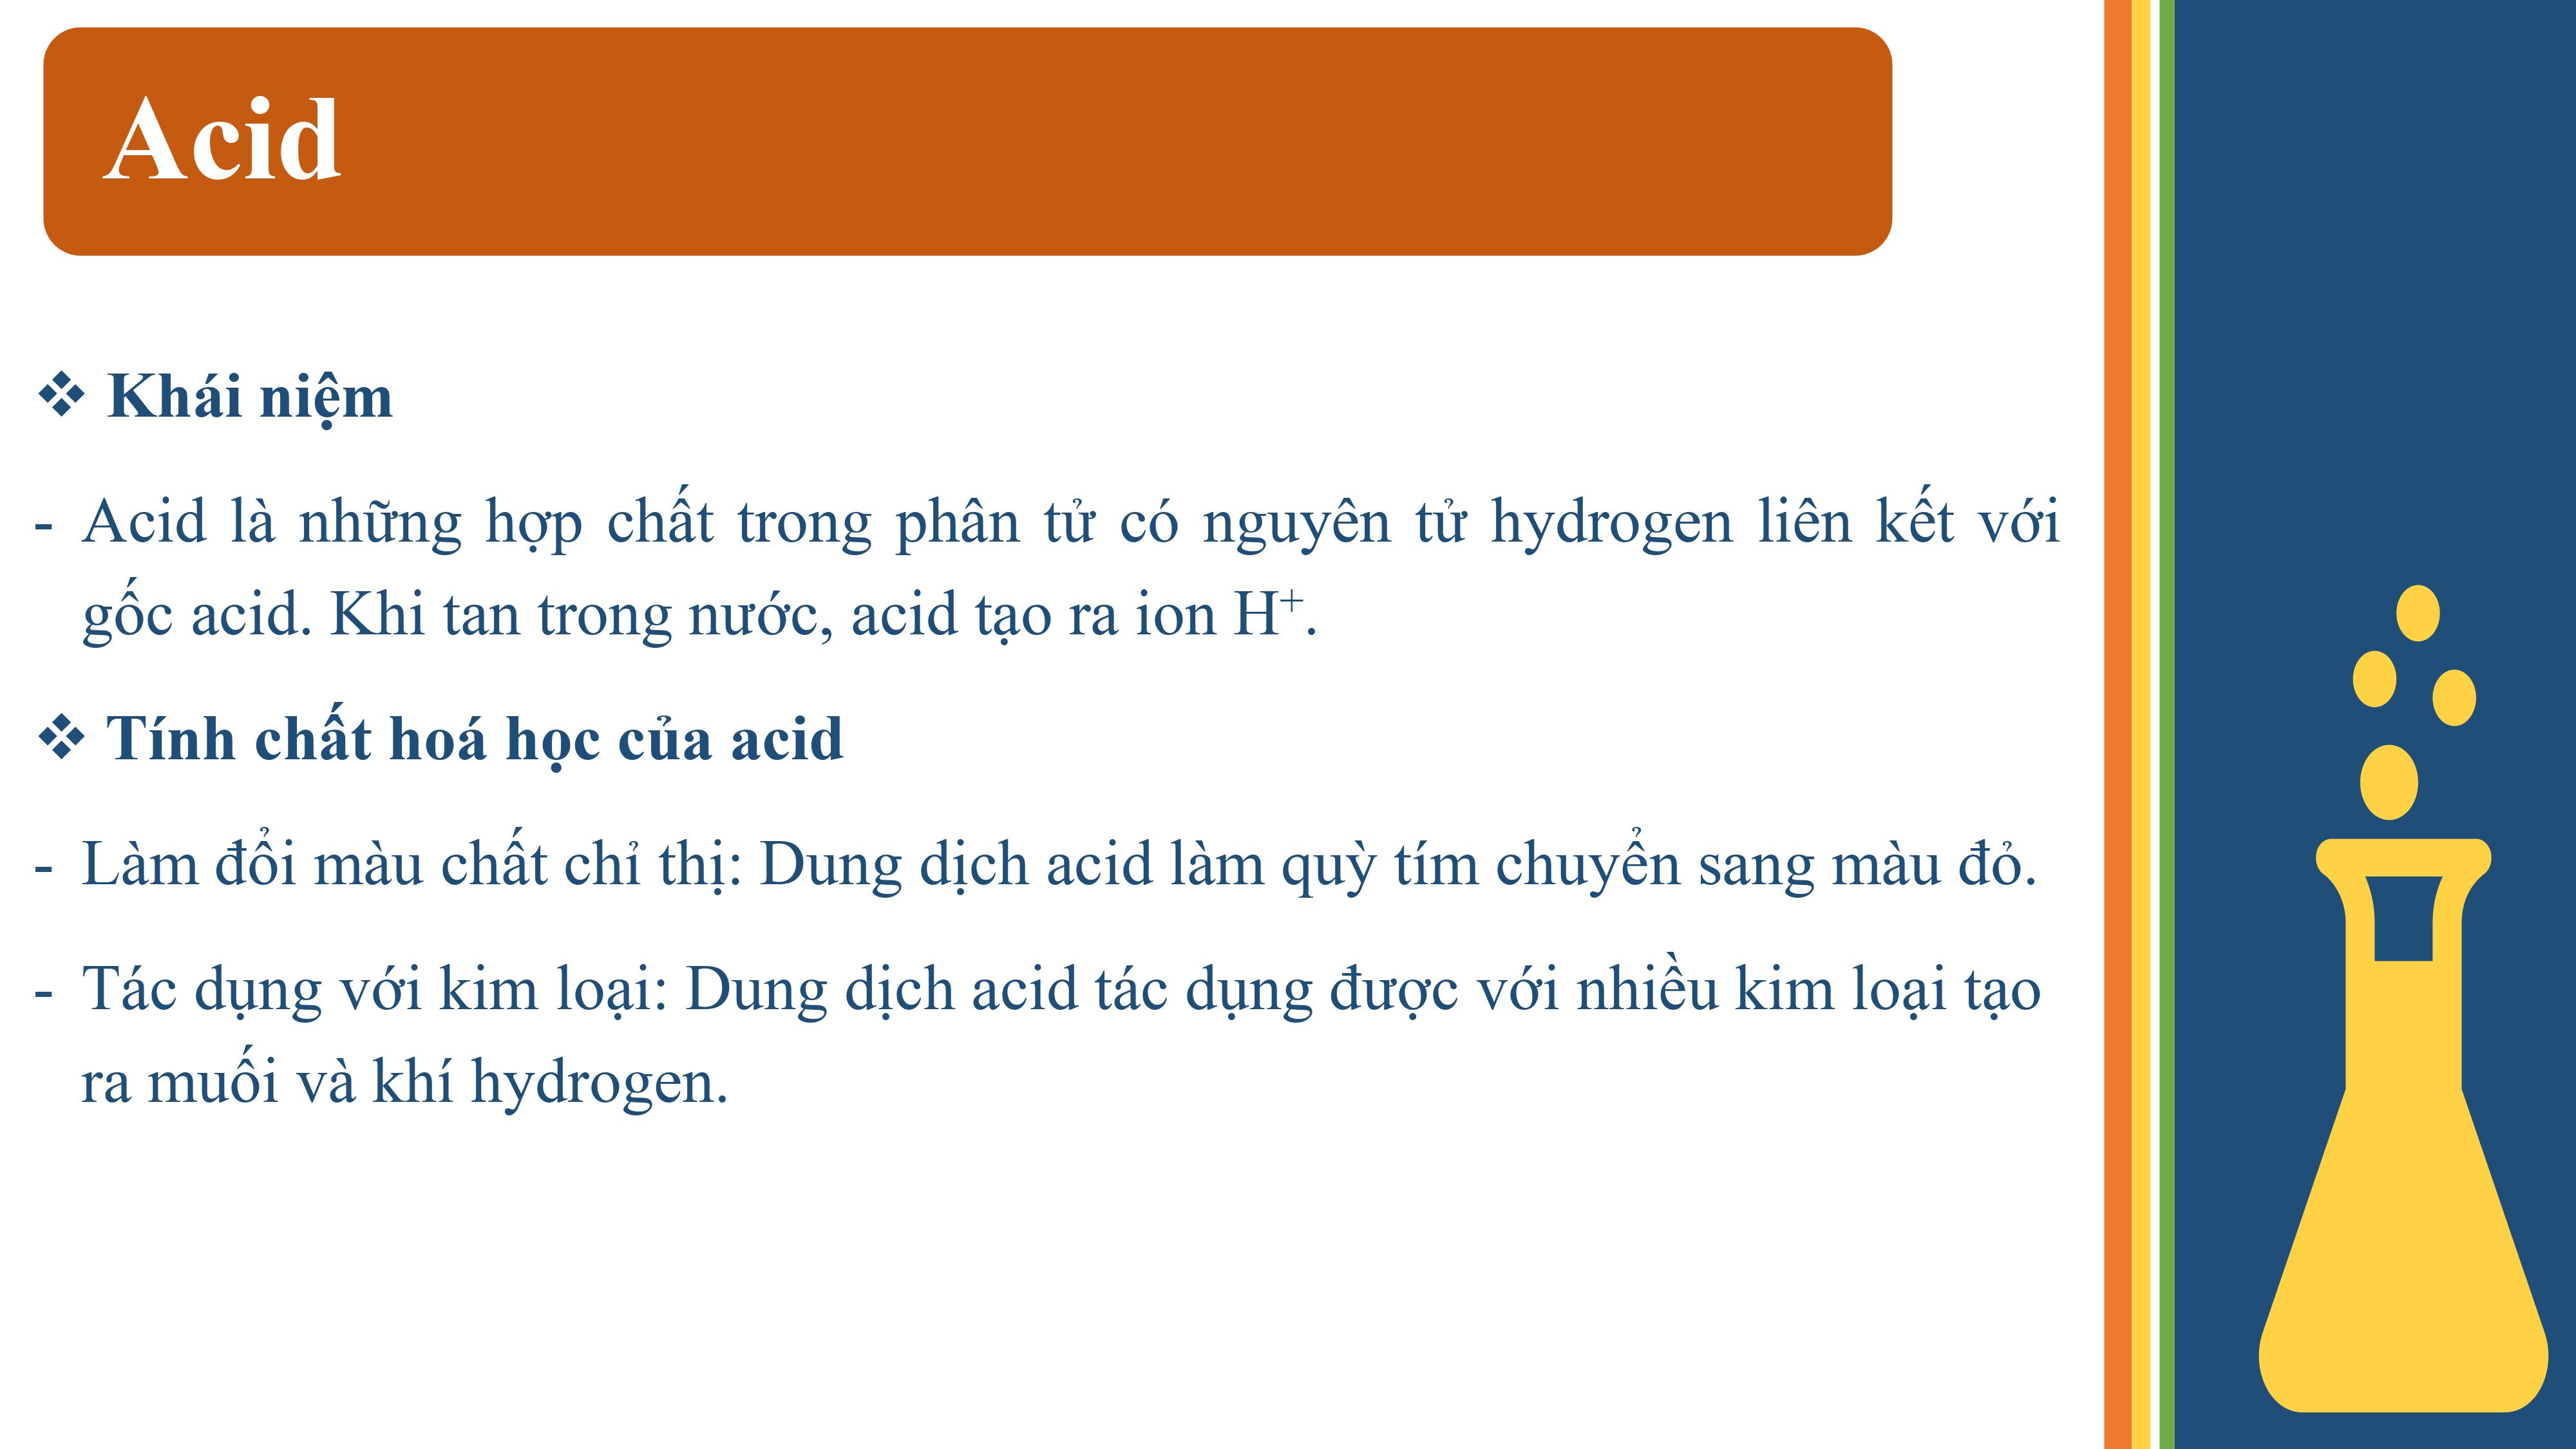 Acid
❖ Khái niệm
- Acid là những hợp chất trong phân tử có nguyên tử hydrogen liên kết với
gốc acid. Khi tan trong nước, acid tạo ra ion H⁺.
❖ Tính chất hoá học của acid
- Làm đổi màu chất chỉ thị: Dung dịch acid làm quỳ tím chuyển sang màu đỏ.
- Tác dụng với kim loại: Dung dịch acid tác dụng được với nhiều kim loại tạo
ra muối và khí hydrogen.